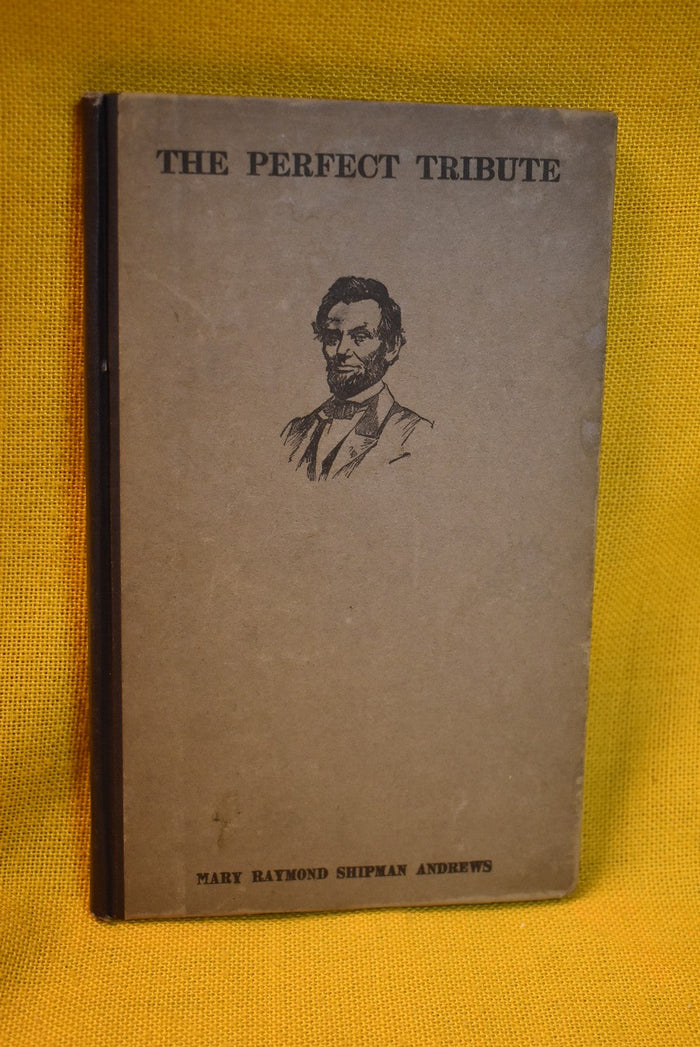 THE PERFECT TRIBUTE
MARY RAYMOND SHIPMAN ANDREWS